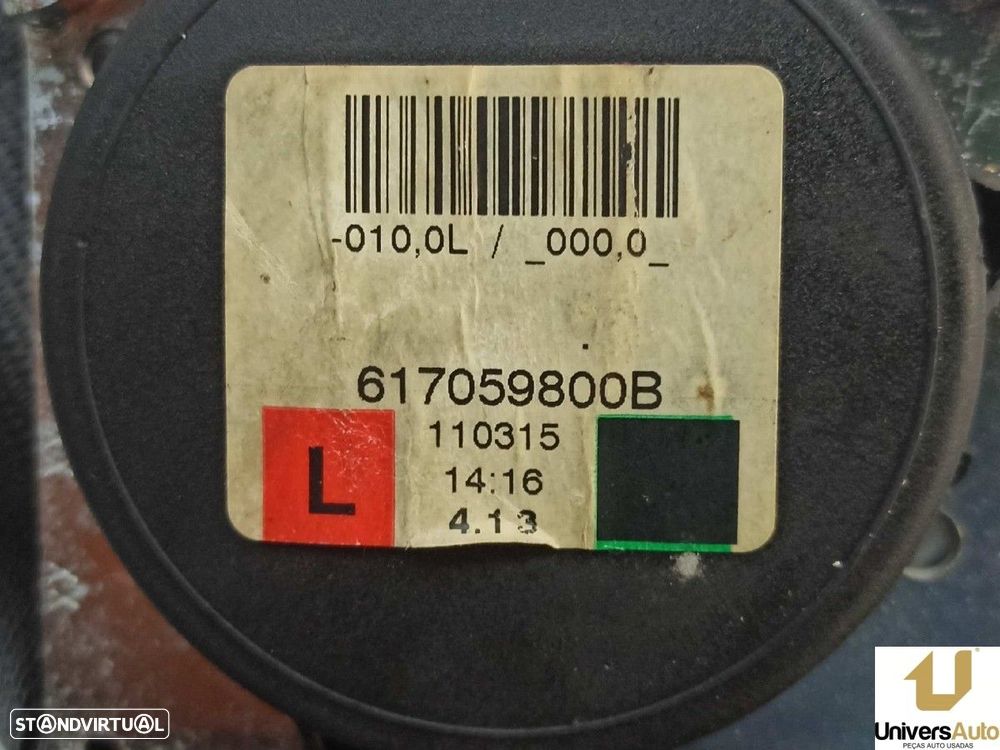 -010,0L / _000,0_
617059800B
110315
L
14:16
4.13
STANDVIRTUAL
UniversAuto
PEÇAS AUTO USADAS